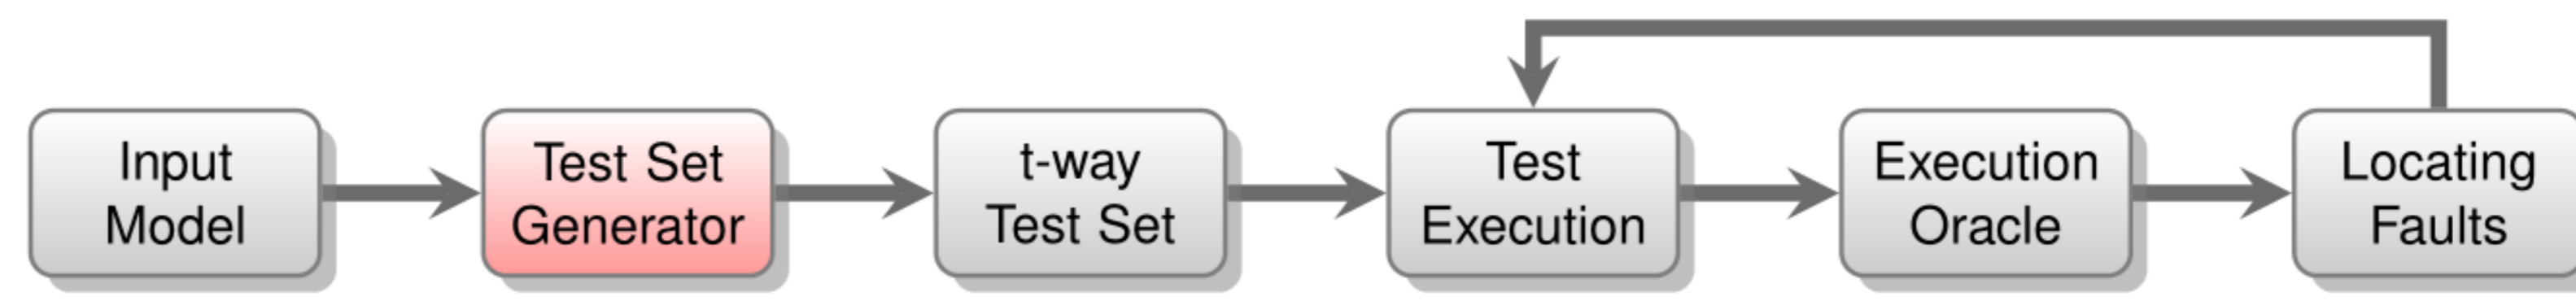 Input
Model
Test Set
Generator
t-way
Test Set
Test
Execution
Execution
Oracle
Locating
Faults